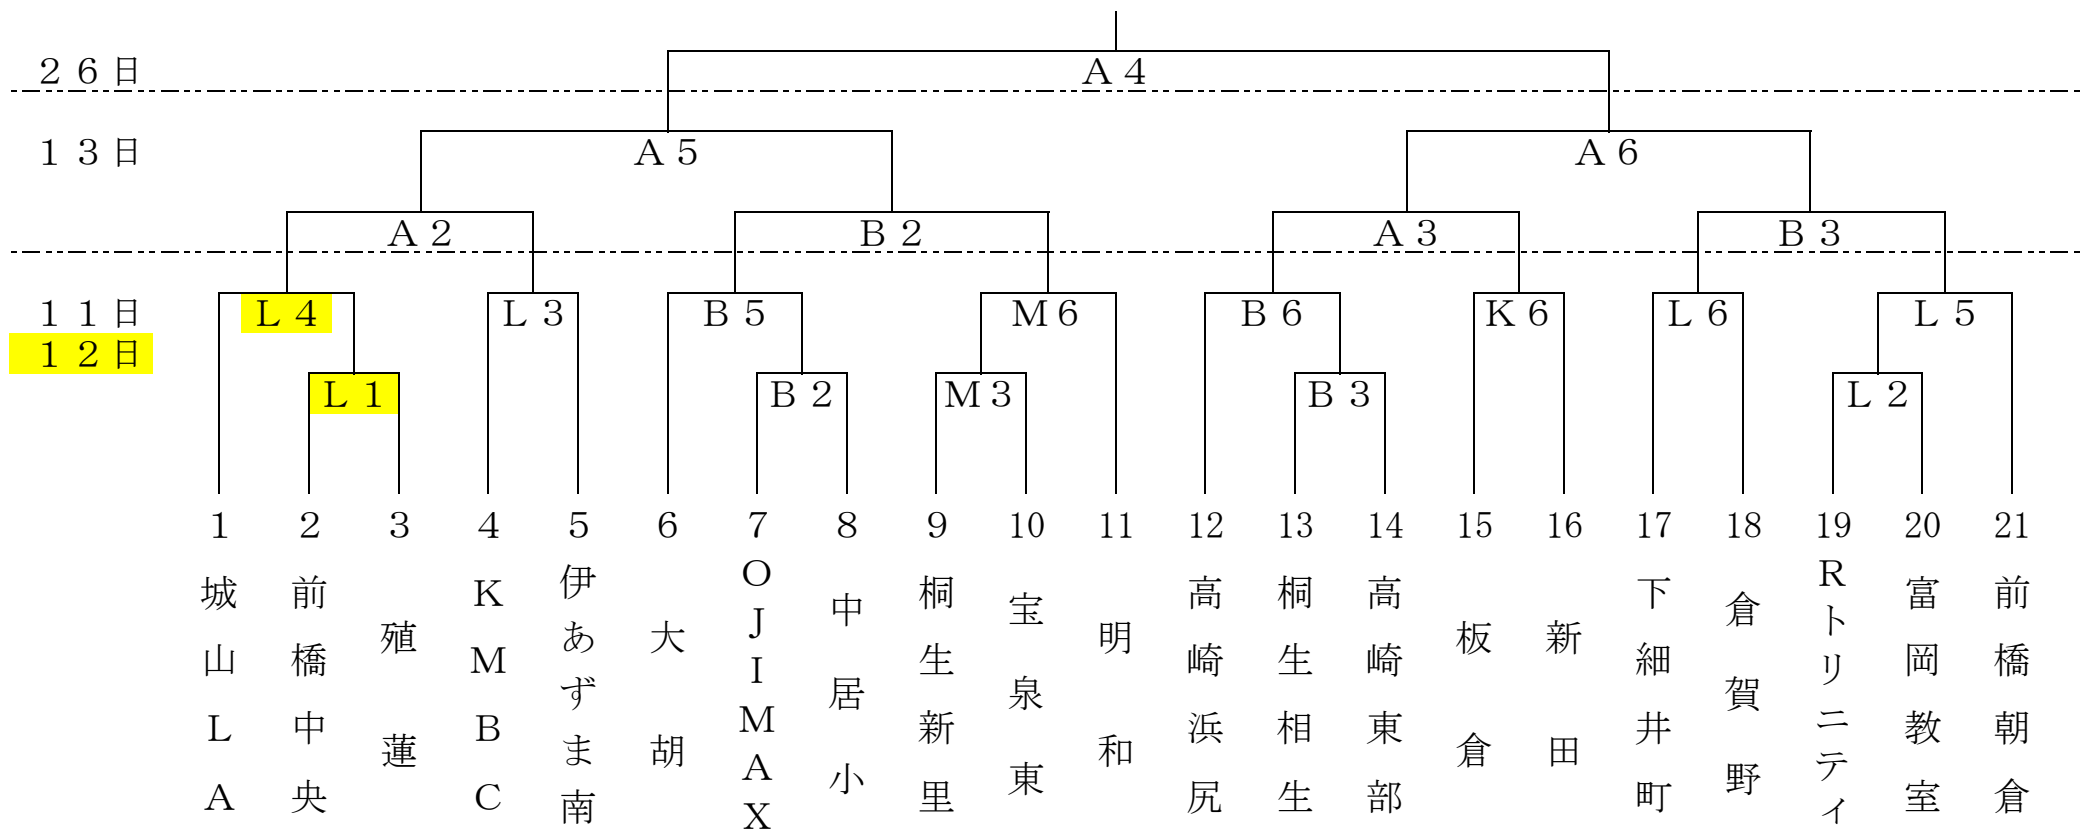 ２６日
Ａ４
１３日
Ａ５
Ａ６
Ａ２
Ｂ２
Ａ３
Ｂ３
１１日
Ｌ４
Ｌ３
Ｂ５
Ｍ６
Ｂ６
Ｋ６
Ｌ６
Ｌ５
１２日
Ｌ１
Ｂ２
Ｍ３
Ｂ３
Ｌ２
1
2
3
4
5
6
7
8
9
10
11
12
13
14
15
16
17
18
19
20
21
城山ＬＡ
前橋中央
殖蓮
ＫＭＢＣ
伊あずま南
大胡
ＯＪＩＭＡＸ
中居小
桐生新里
宝泉東
明和
高崎浜尻
桐生相生
高崎東部
板倉
新田
下細井町
倉賀野
Ｒトリニテイ
富岡教室
前橋朝倉